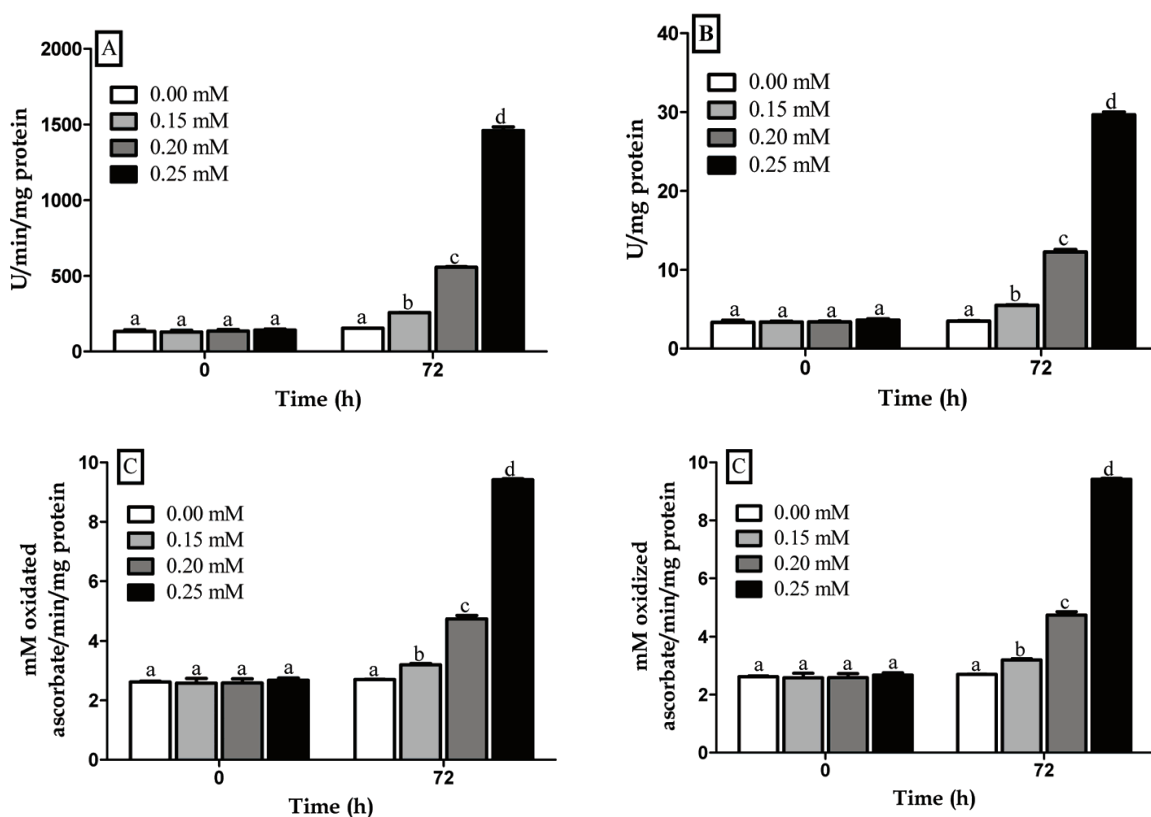 A
2000
1500
1000
500
0
U/min/mg protein
0.00 mM
0.15 mM
0.20 mM
0.25 mM
a a a a a b c d
0 72
Time (h)
B
40
30
20
10
0
U/mg protein
0.00 mM
0.15 mM
0.20 mM
0.25 mM
a a a a a b c d
0 72
Time (h)
C
10
8
6
4
2
0
mM oxidated
ascorbate/min/mg protein
0.00 mM
0.15 mM
0.20 mM
0.25 mM
a a a a a b c d
0 72
Time (h)
C
10
8
6
4
2
0
mM oxidized
ascorbate/min/mg protein
0.00 mM
0.15 mM
0.20 mM
0.25 mM
a a a a a b c d
0 72
Time (h)